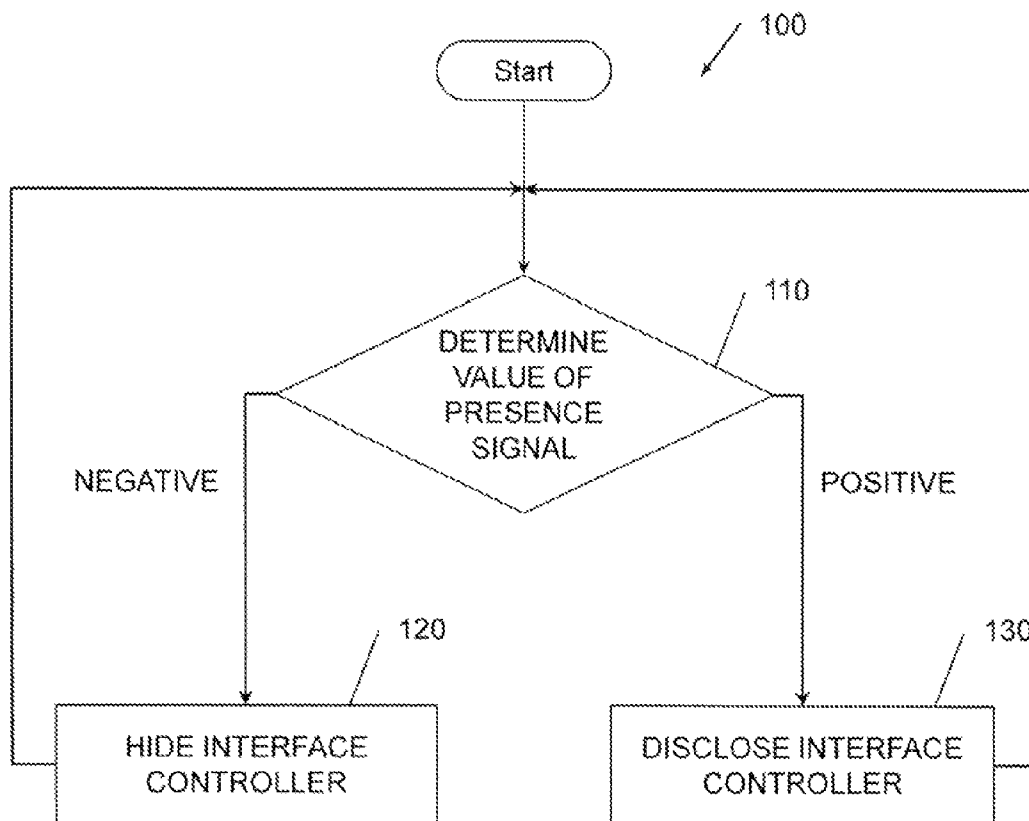 100
Start
110
DETERMINE
VALUE OF
PRESENCE
SIGNAL
NEGATIVE
POSITIVE
120
130
HIDE INTERFACE
CONTROLLER
DISCLOSE INTERFACE
CONTROLLER